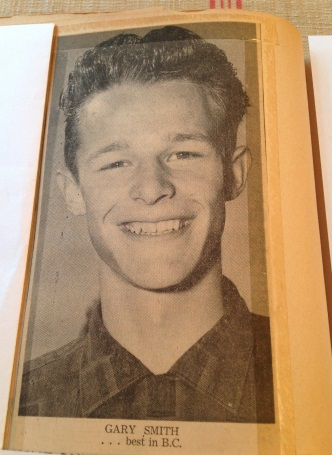 GARY SMITH
. . . best in B.C.